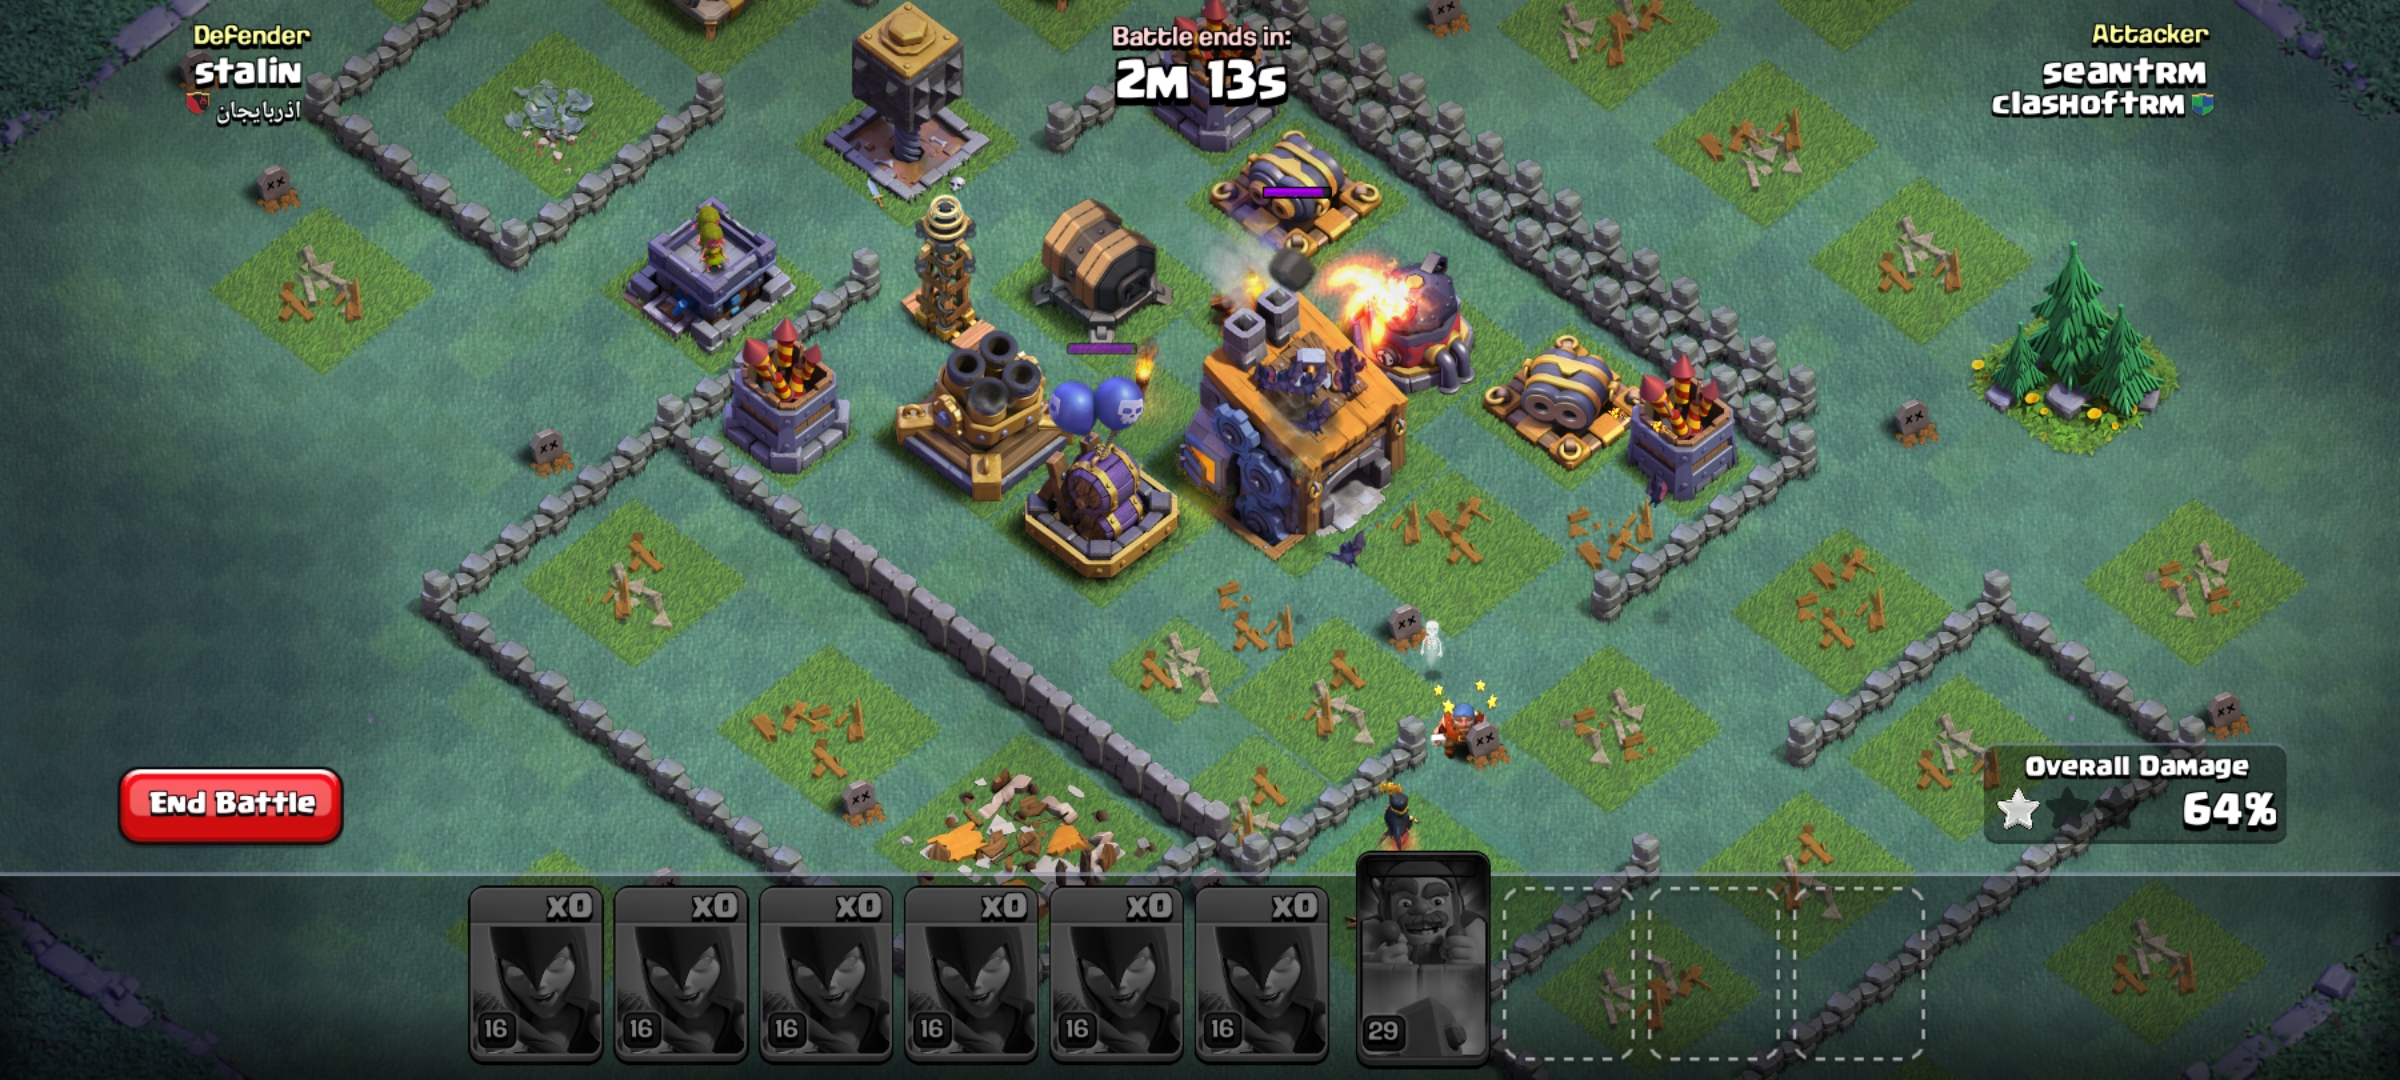 Defender
stalin
اذربایجان
Battle ends in:
2M 13s
Attacker
seantrm
clashoftrm
End Battle
Overall Damage
64%
x0
x0
x0
x0
x0
x0
16
16
16
16
16
16
29